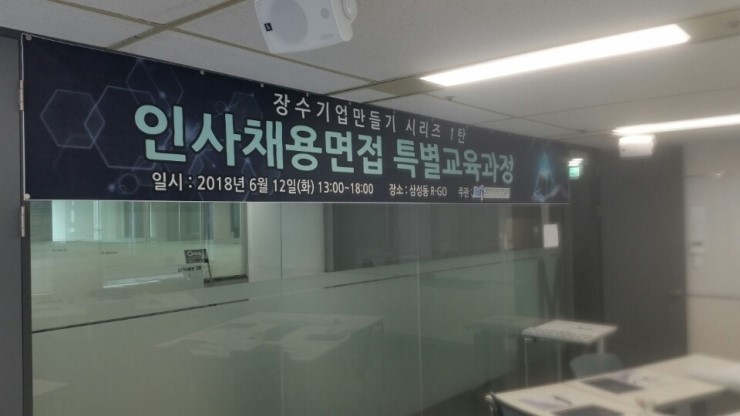 장수기업만들기 시리즈 1탄
인사채용면접 특별교육과정
일시 : 2018년 6월 12일(화) 13:00~18:00 장소 : 삼성동 R-GO 주관 :